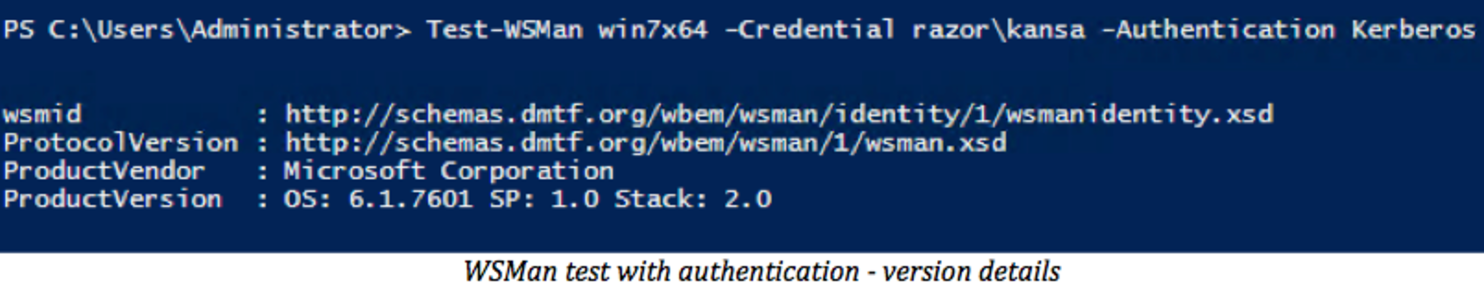 PS C:\Users\Administrator> Test-WSMan win7x64 -Credential razor\kansa -Authentication Kerberos
wsmid : http://schemas.dmtf.org/wbem/wsman/identity/1/wsmanidentity.xsd
ProtocolVersion : http://schemas.dmtf.org/wbem/wsman/1/wsman.xsd
ProductVendor : Microsoft Corporation
ProductVersion : OS: 6.1.7601 SP: 1.0 Stack: 2.0
WSMan test with authentication - version details